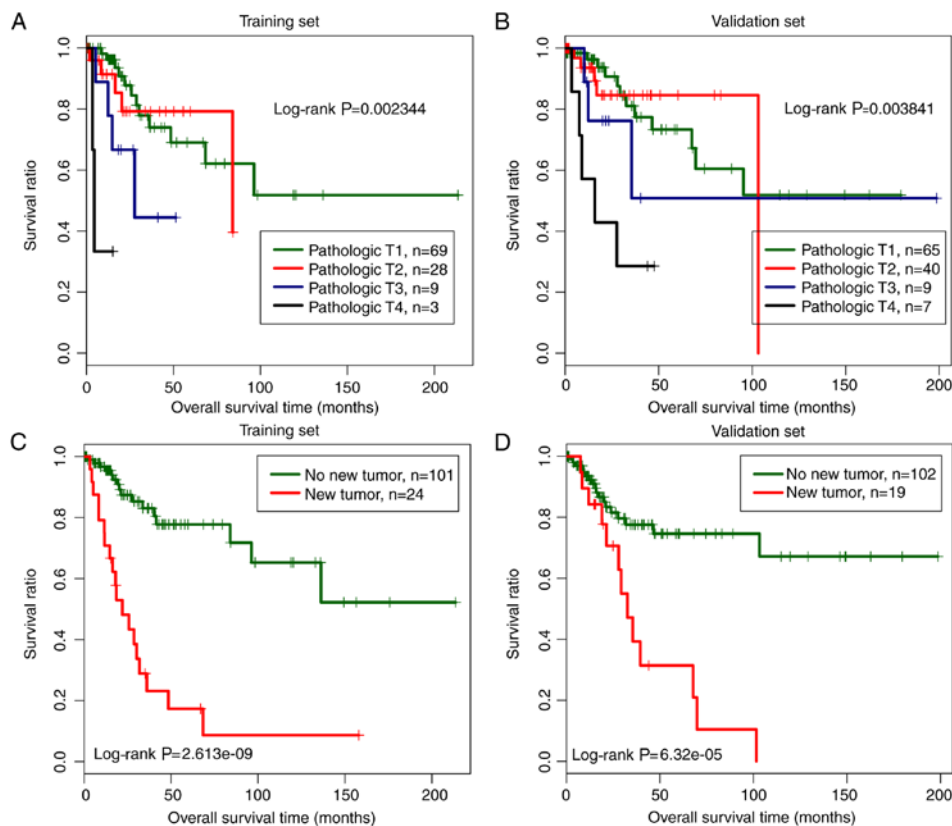 A
Training set
Survival ratio
1.0
0.8
0.6
0.4
0.2
0.0
Log-rank P=0.002344
Pathologic T1, n=69
Pathologic T2, n=28
Pathologic T3, n=9
Pathologic T4, n=3
0 50 100 150 200
Overall survival time (months)
B
Validation set
Survival ratio
1.0
0.8
0.6
0.4
0.2
0.0
Log-rank P=0.003841
Pathologic T1, n=65
Pathologic T2, n=40
Pathologic T3, n=9
Pathologic T4, n=7
0 50 100 150 200
Overall survival time (months)
C
Training set
Survival ratio
1.0
0.8
0.6
0.4
0.2
0.0
No new tumor, n=101
New tumor, n=24
Log-rank P=2.613e-09
0 50 100 150 200
Overall survival time (months)
D
Validation set
Survival ratio
1.0
0.8
0.6
0.4
0.2
0.0
No new tumor, n=102
New tumor, n=19
Log-rank P=6.32e-05
0 50 100 150 200
Overall survival time (months)